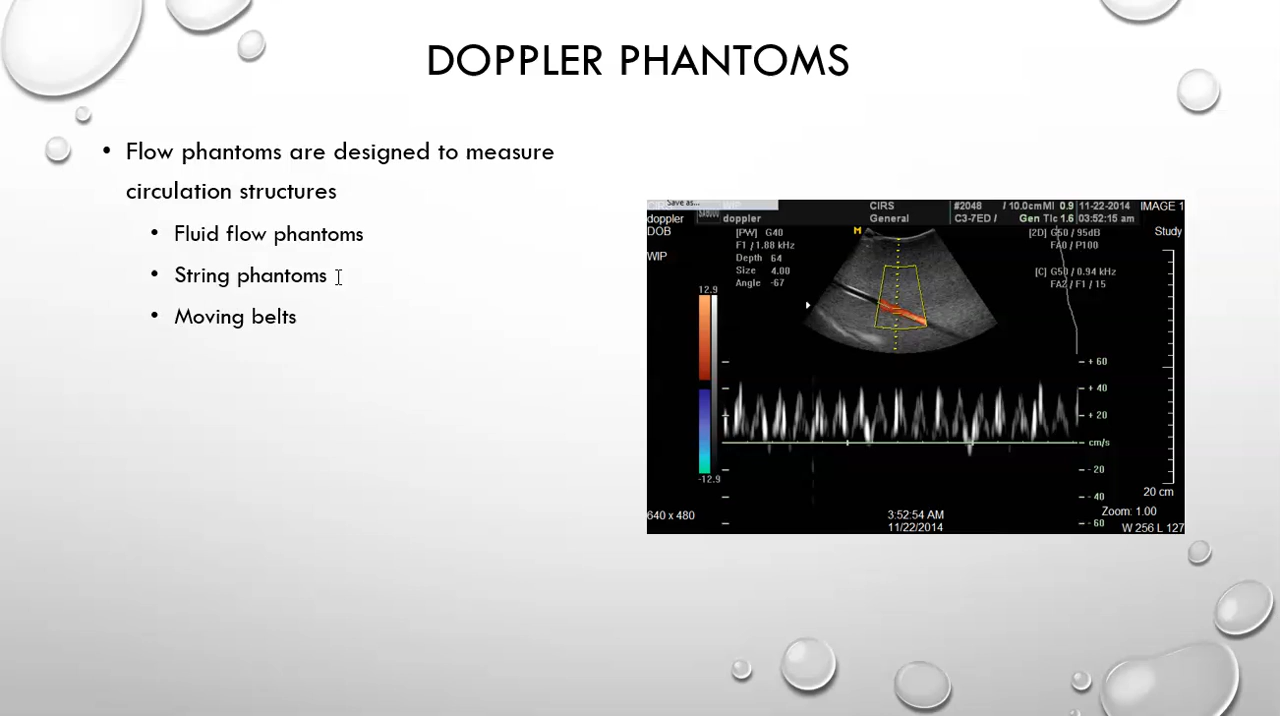 DOPPLER PHANTOMS
• Flow phantoms are designed to measure
circulation structures
• Fluid flow phantoms
• String phantoms
• Moving belts
Save as...
doppler
DOB
WIP
doppler
CIRS
General
#2048 / 10.0cm MI 0.9 11-22-2014
C3-7ED / Gen TIc 1.6 03:52:15 am
IMAGE 1
Study
M
[PW] G40
F1 / 1.88 kHz
Depth 64
Size 4.00
Angle -67
[2D] G50 / 95dB
FA0 / P100
[C] G50 / 0.94 kHz
FA2 / F1 / 15
12.9
-12.9
+ 60
+ 40
+ 20
cm/s
- 20
- 40
- 60
20 cm
640 x 480
3:52:54 AM
11/22/2014
Zoom: 1.00
W 256 L 127